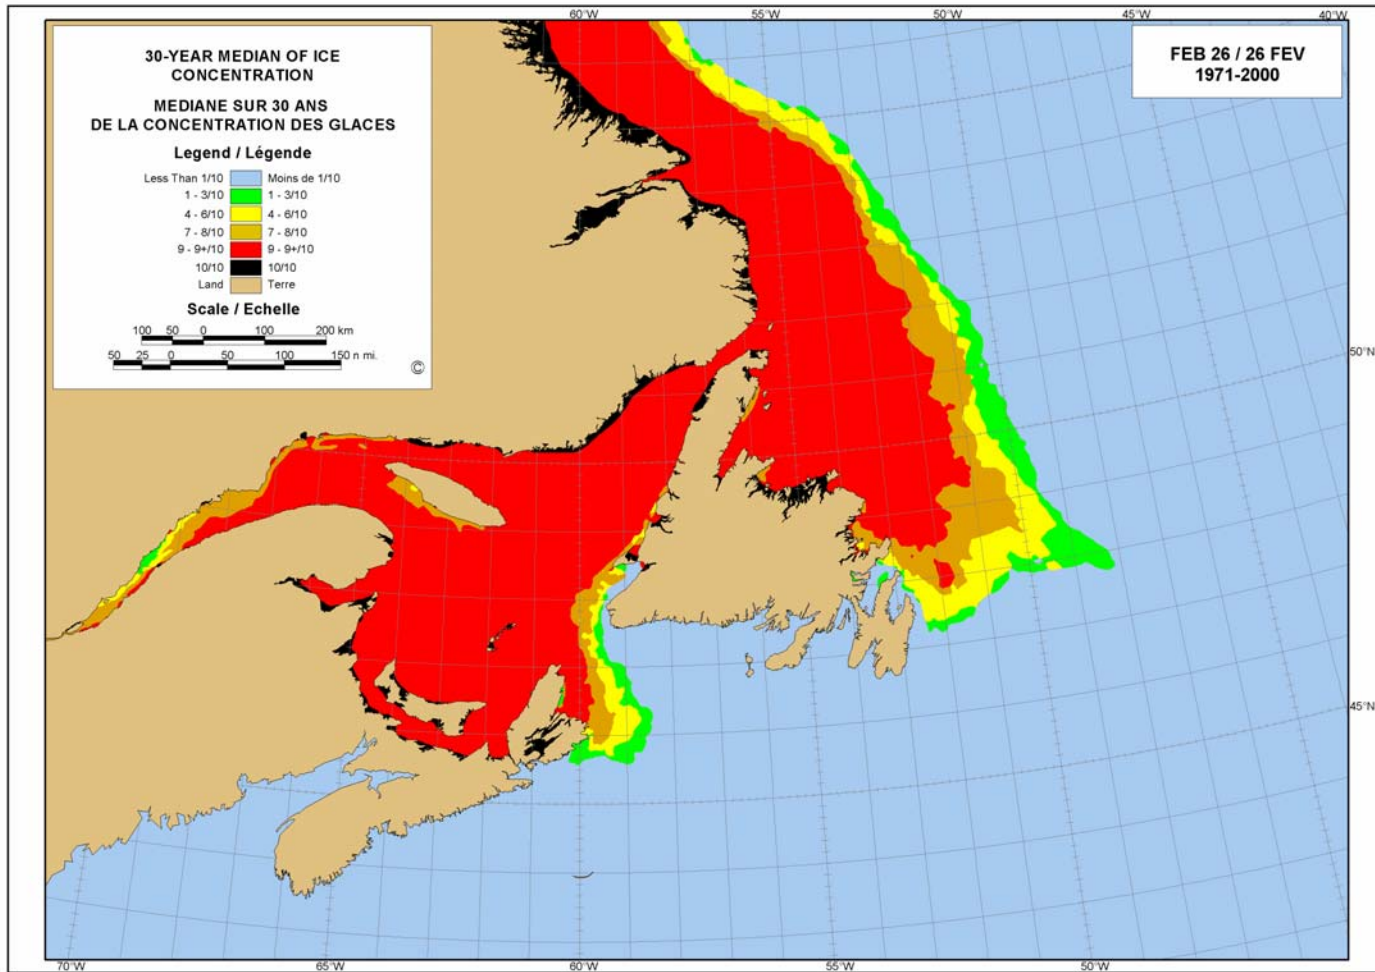 60°W 55°W 50°W 45°W 40°W
30-YEAR MEDIAN OF ICE
CONCENTRATION
MEDIANE SUR 30 ANS
DE LA CONCENTRATION DES GLACES
Legend / Légende
Less Than 1/10 Moins de 1/10
1 - 3/10 1 - 3/10
4 - 6/10 4 - 6/10
7 - 8/10 7 - 8/10
9 - 9+/10 9 - 9+/10
10/10 10/10
Land Terre
Scale / Echelle
100 50 0 100 200 km
50 25 0 50 100 150 n mi.
©
FEB 26 / 26 FEV
1971-2000
50°N
45°N
70°W 65°W 60°W 55°W 50°W